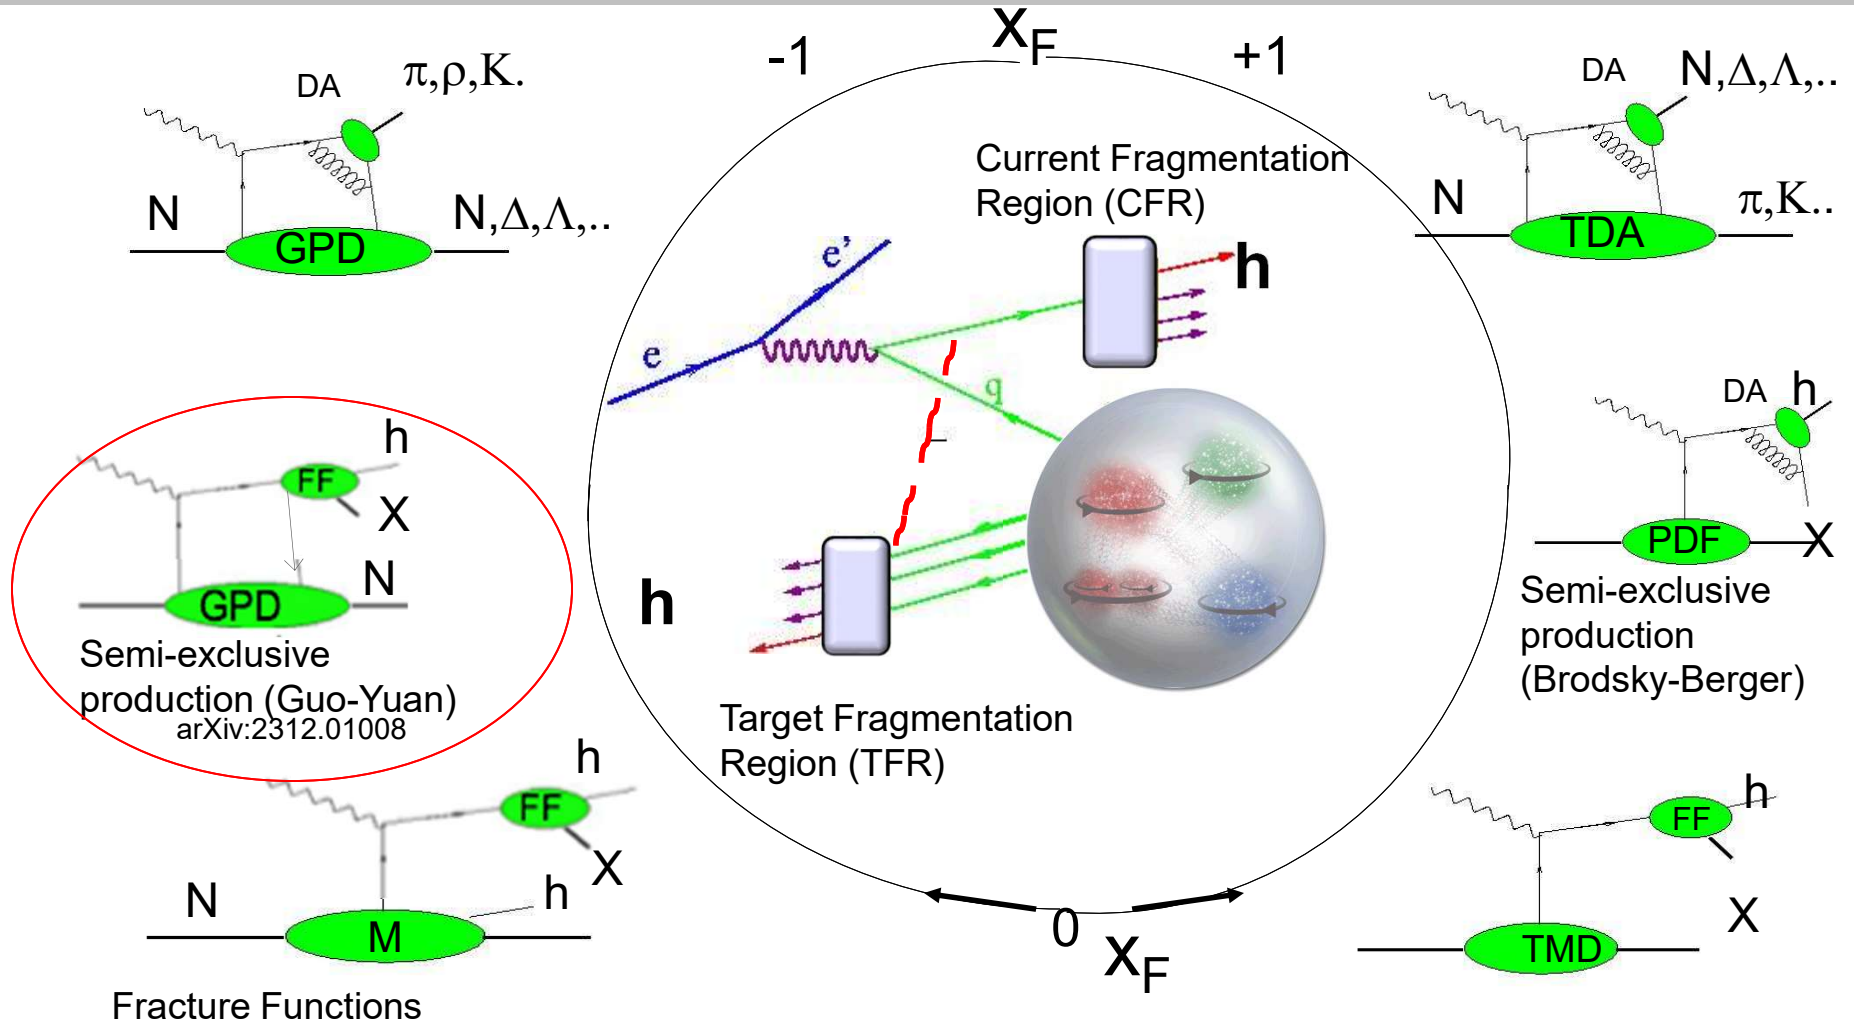 X_F
-1
+1
DA
π,ρ,K.
N
N,Δ,Λ,..
GPD
DA
N,Δ,Λ,..
N
π,K..
TDA
Current Fragmentation
Region (CFR)
e'
h
e
q
DA
h
h
FF
X
N
GPD
Semi-exclusive
production (Guo-Yuan)
arXiv:2312.01008
h
PDF
X
Semi-exclusive
production
(Brodsky-Berger)
Target Fragmentation
Region (TFR)
h
FF
X
N
h
M
Fracture Functions
0
X_F
h
FF
X
TMD